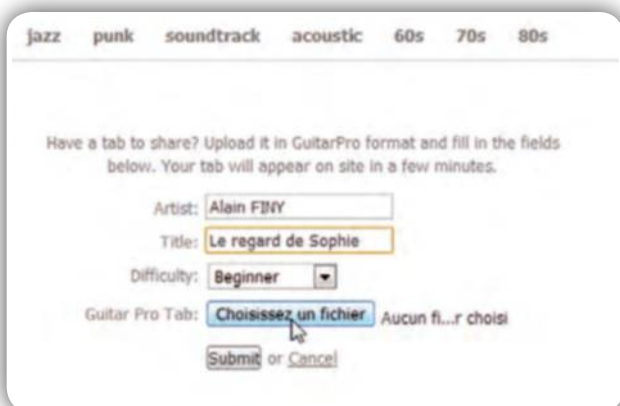 jazz punk soundtrack acoustic 60s 70s 80s
Have a tab to share? Upload it in GuitarPro format and fill in the fields
below. Your tab will appear on site in a few minutes.
Artist: Alain FINY
Title: Le regard de Sophie
Difficulty: Beginner
Guitar Pro Tab: Choisissez un fichier Aucun fi...r choisi
Submit or Cancel